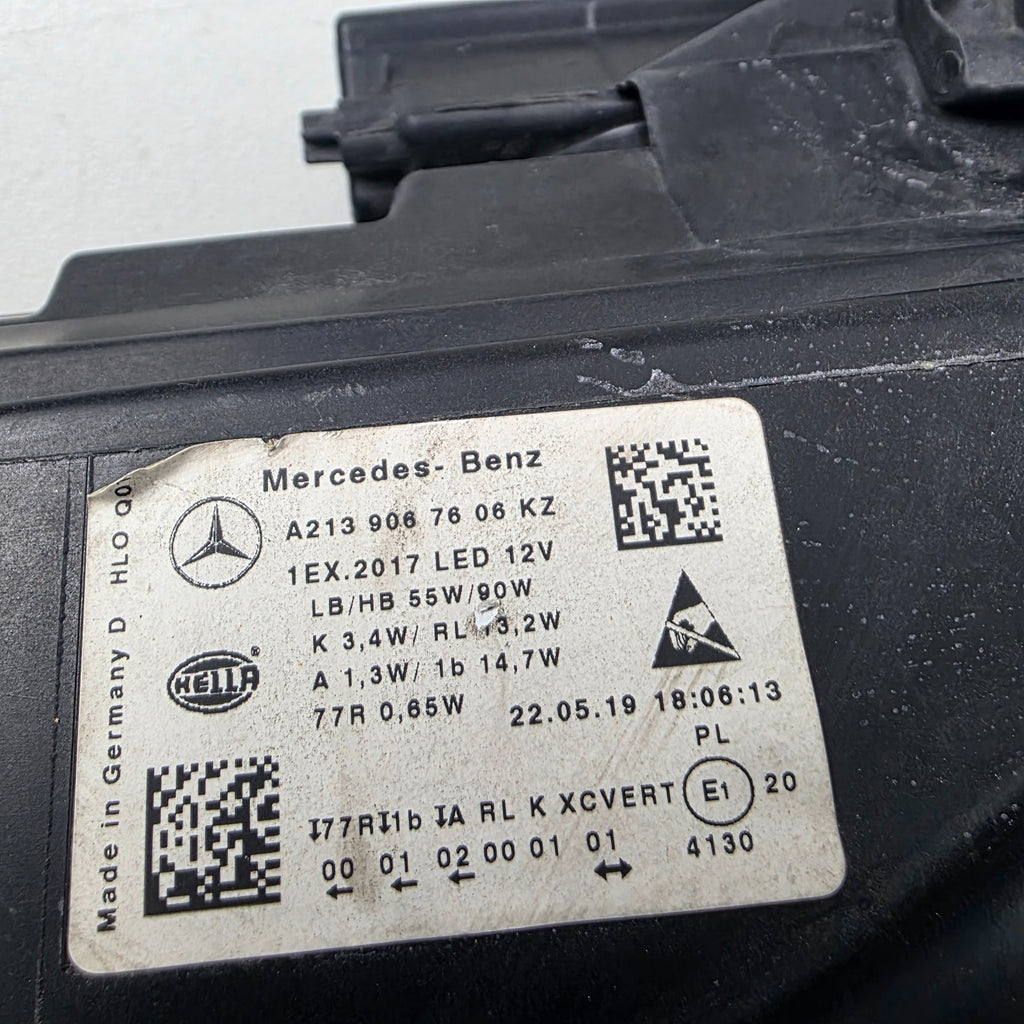 Mercedes- Benz
A213 906 76 06 KZ
1EX.2017 LED 12V
LB/HB 55W/90W
K 3,4W/ RL 13,2W
A 1,3W/ 1b 14,7W
77R 0,65W
22.05.19 18:06:13
PL
HELLA®
Made in Germany D HLO Q0
↧77R↧1b ↧A RL K XCVERT E1 20
00 01 02 00 01 01 4130
← ← ← ↔